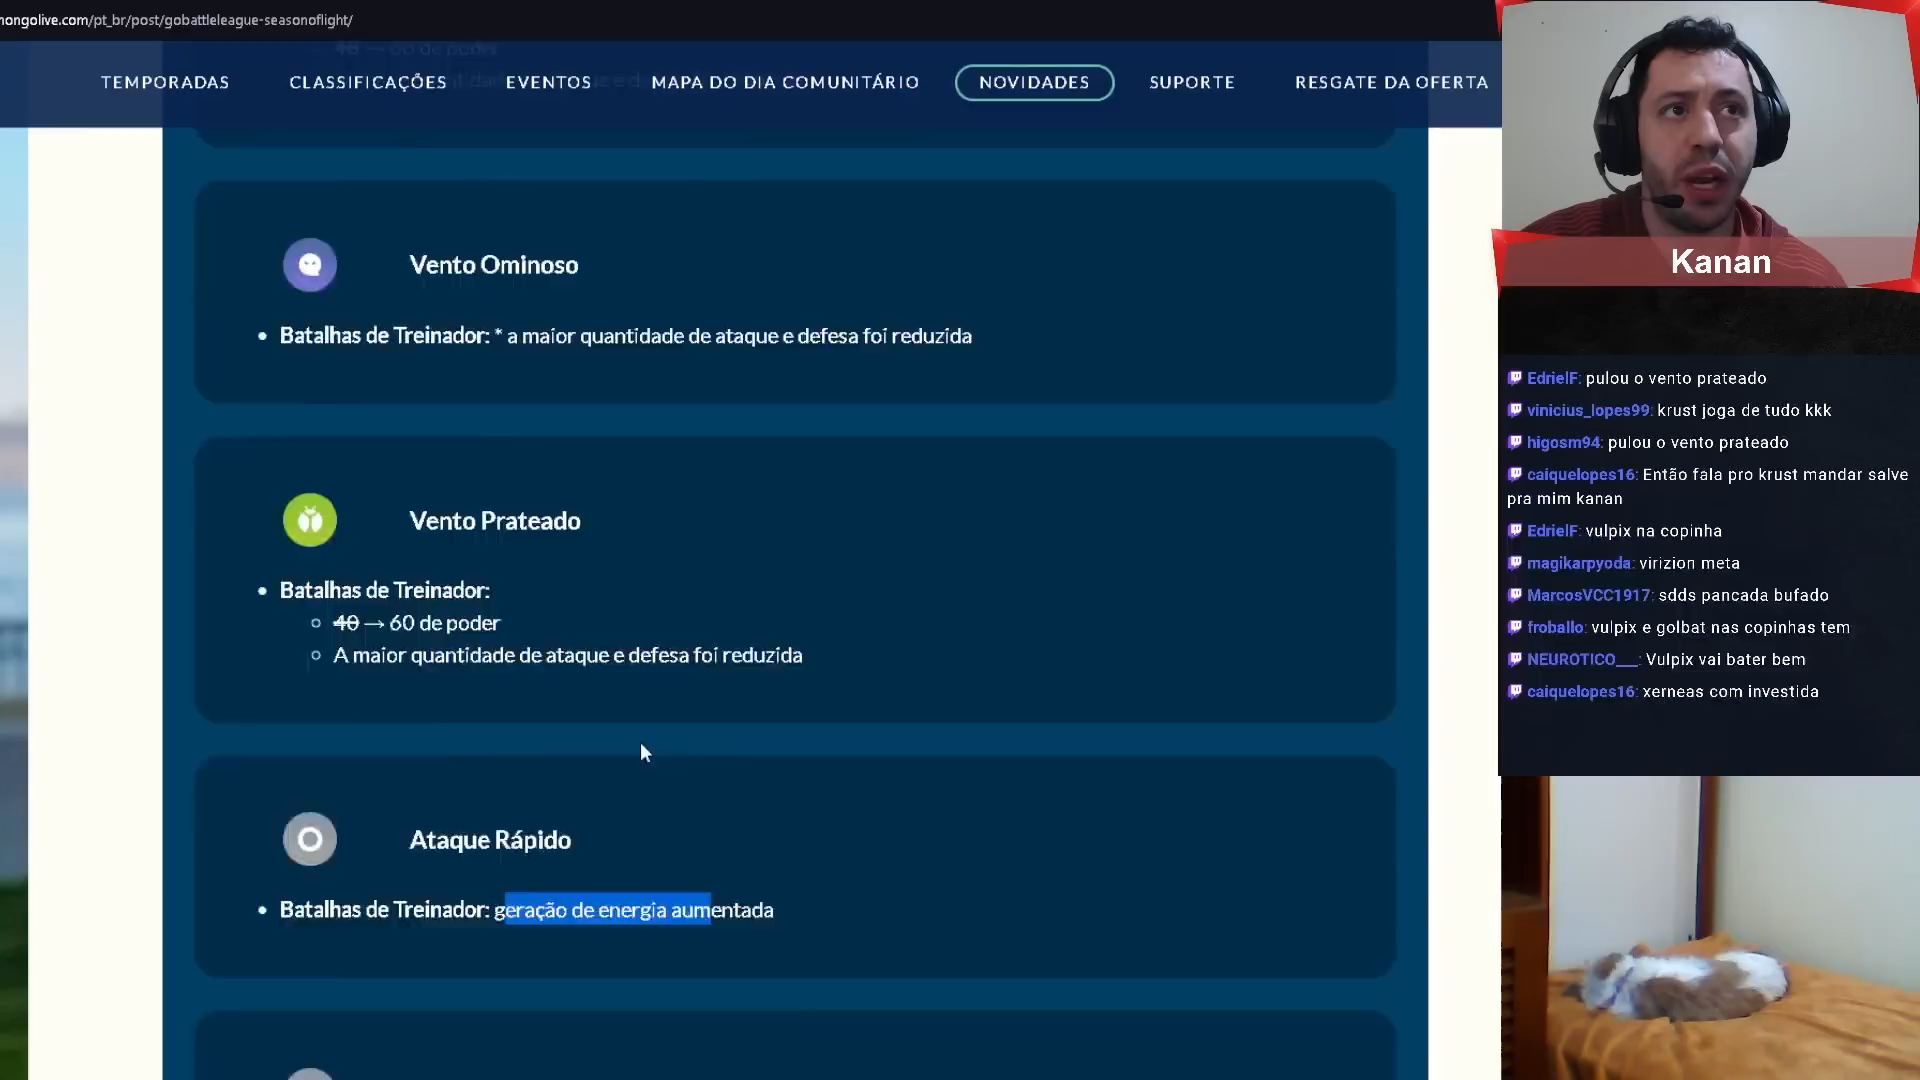 nongolive.com/pt_br/post/gobattleleague-seasonoflight/
TEMPORADAS CLASSIFICAÇÕES EVENTOS MAPA DO DIA COMUNITÁRIO NOVIDADES SUPORTE RESGATE DA OFERTA
Vento Ominoso
Batalhas de Treinador: * a maior quantidade de ataque e defesa foi reduzida
Vento Prateado
Batalhas de Treinador:
40 → 60 de poder
A maior quantidade de ataque e defesa foi reduzida
Ataque Rápido
Batalhas de Treinador: geração de energia aumentada
Kanan
EdrielF: pulou o vento prateado
vinicius_lopes99: krust joga de tudo kkk
higosm94: pulou o vento prateado
caiquelopes16: Então fala pro krust mandar salve
pra mim kanan
EdrielF: vulpix na copinha
magikarpyoda: virizion meta
MarcosVCC1917: sdds pancada bufado
froballo: vulpix e golbat nas copinhas tem
NEUROTICO___: Vulpix vai bater bem
caiquelopes16: xerneas com investida